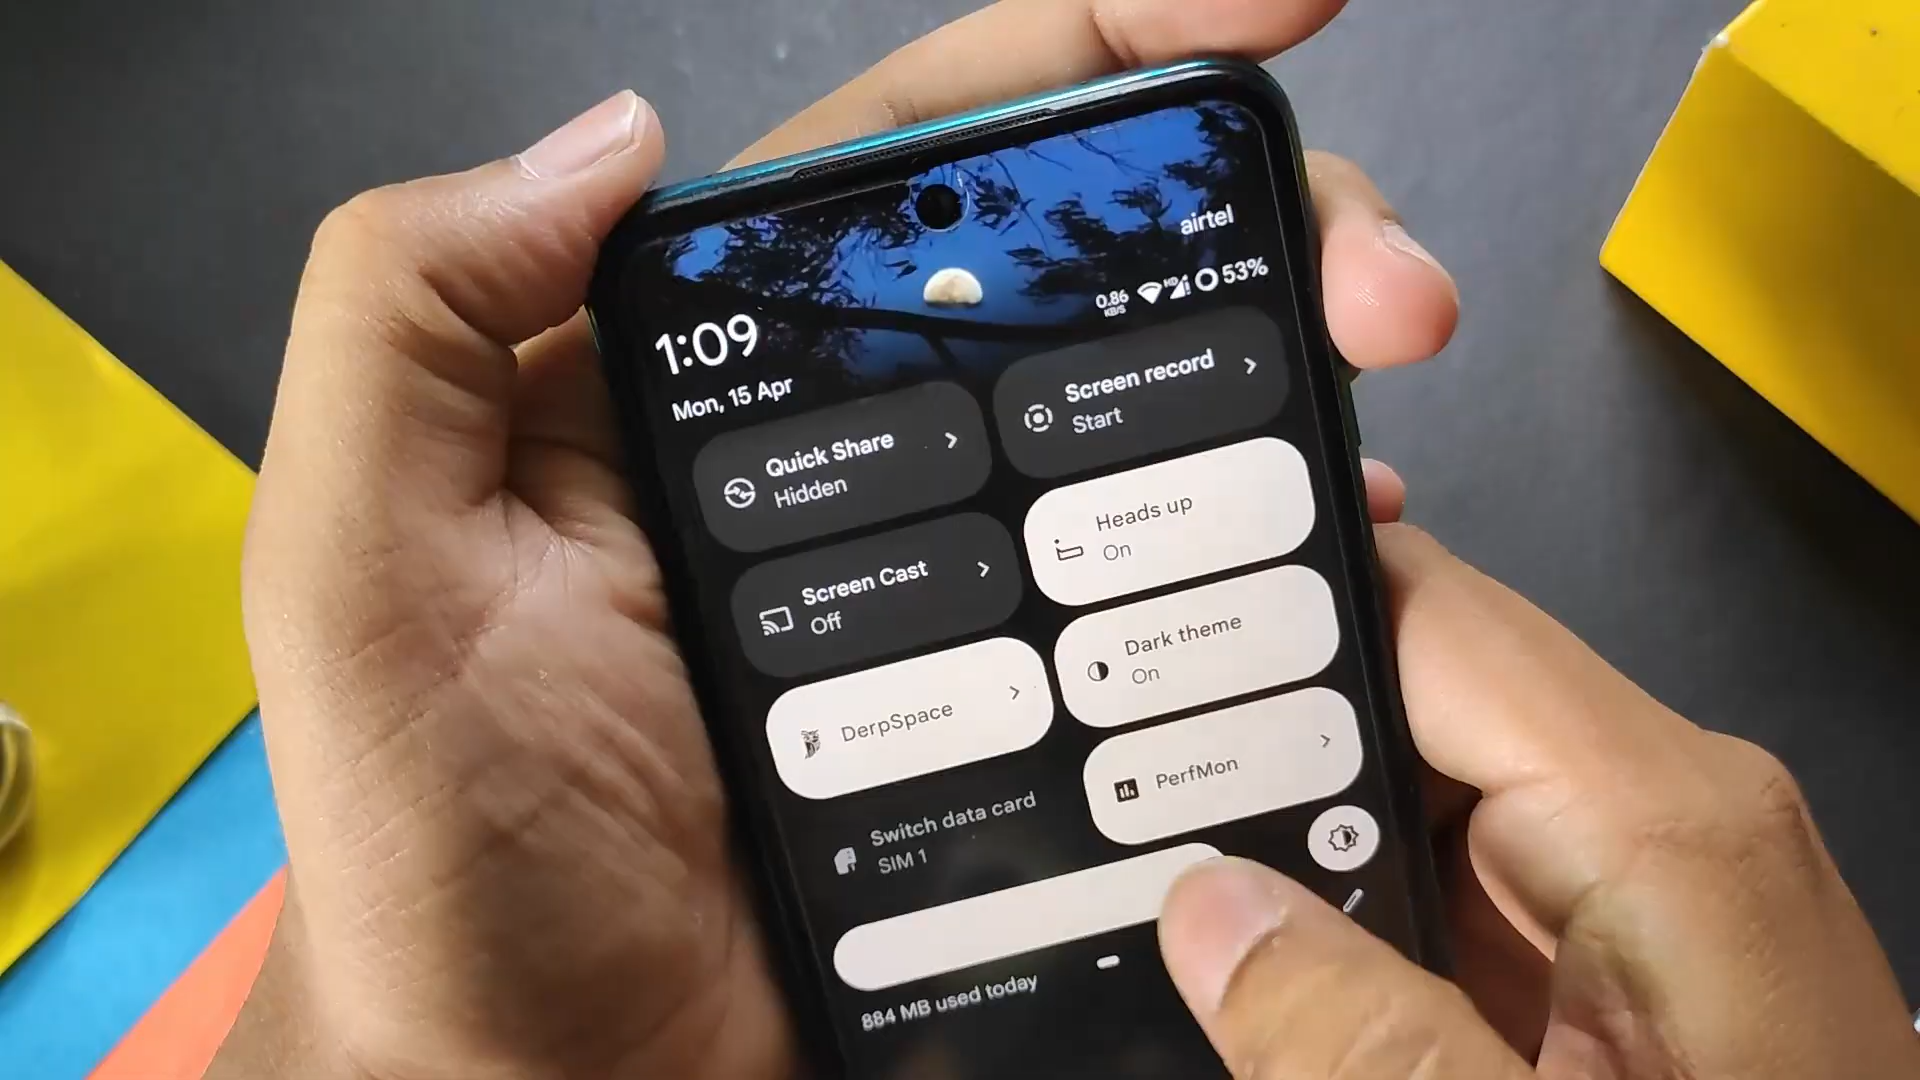 airtel
0.86
KB/S
HD
53%
1:09
Mon, 15 Apr
Quick Share
Hidden
Screen record
Start
Screen Cast
Off
Heads up
On
DerpSpace
Dark theme
On
Switch data card
SIM 1
PerfMon
884 MB used today